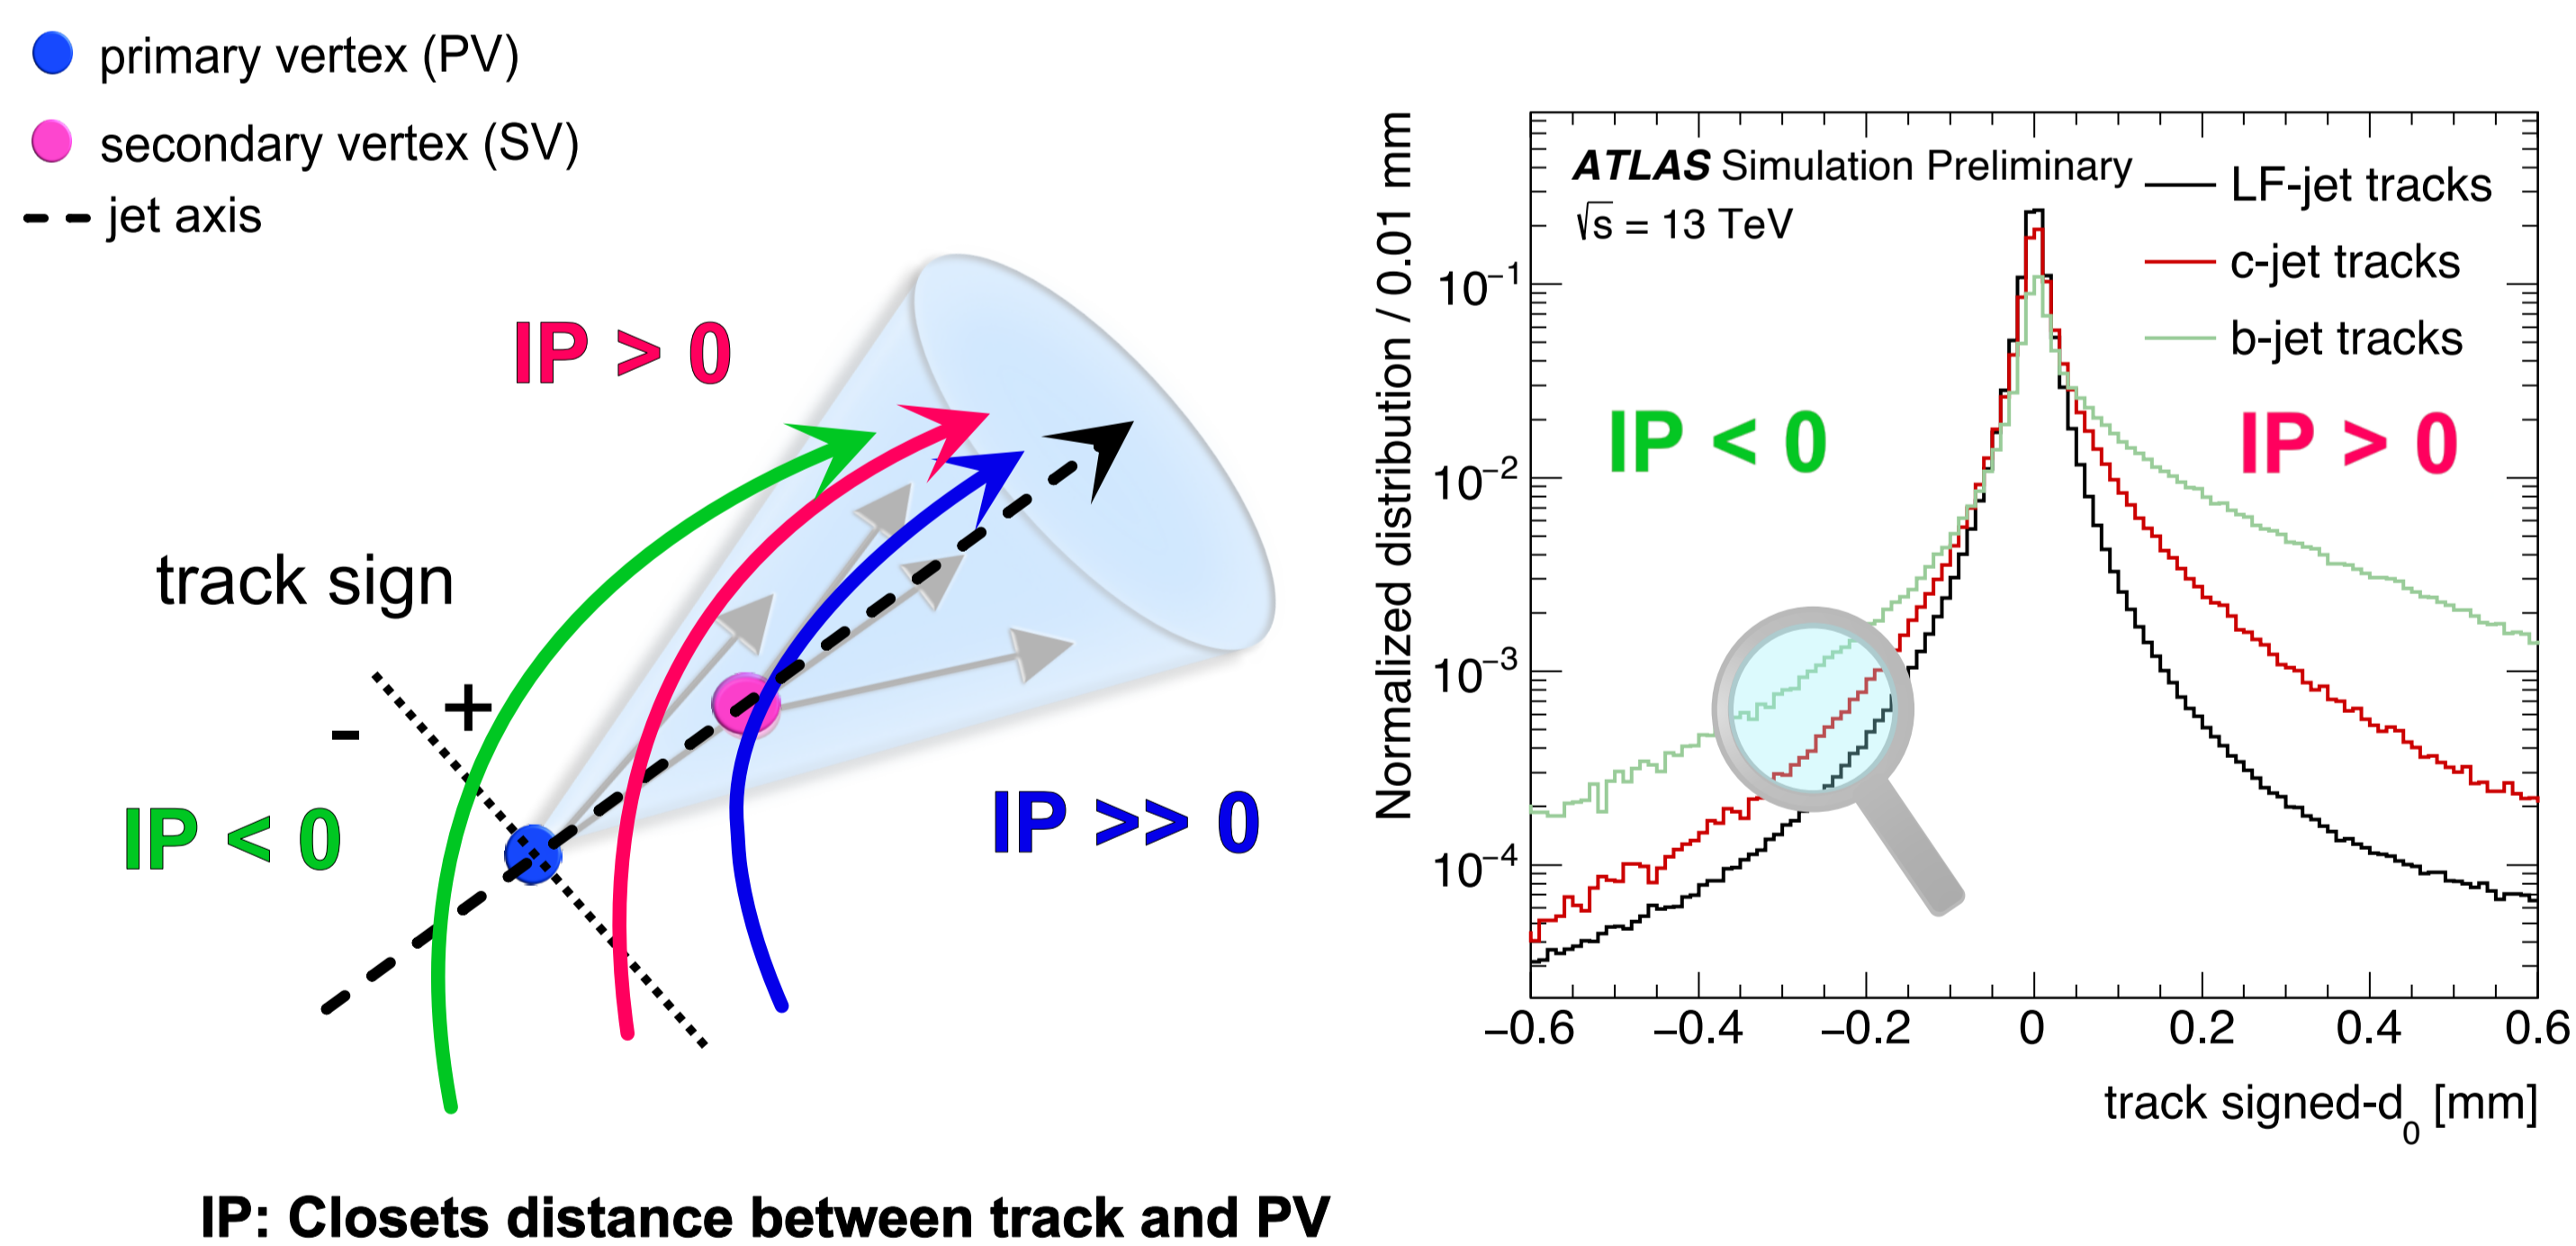 primary vertex (PV)
secondary vertex (SV)
jet axis
IP > 0
track sign
+
-
IP < 0
IP >> 0
IP: Closets distance between track and PV
Normalized distribution / 0.01 mm
ATLAS Simulation Preliminary
√s = 13 TeV
LF-jet tracks
c-jet tracks
b-jet tracks
IP < 0
IP > 0
10⁻¹
10⁻²
10⁻³
10⁻⁴
−0.6 −0.4 −0.2 0 0.2 0.4 0.6
track signed-d₀ [mm]